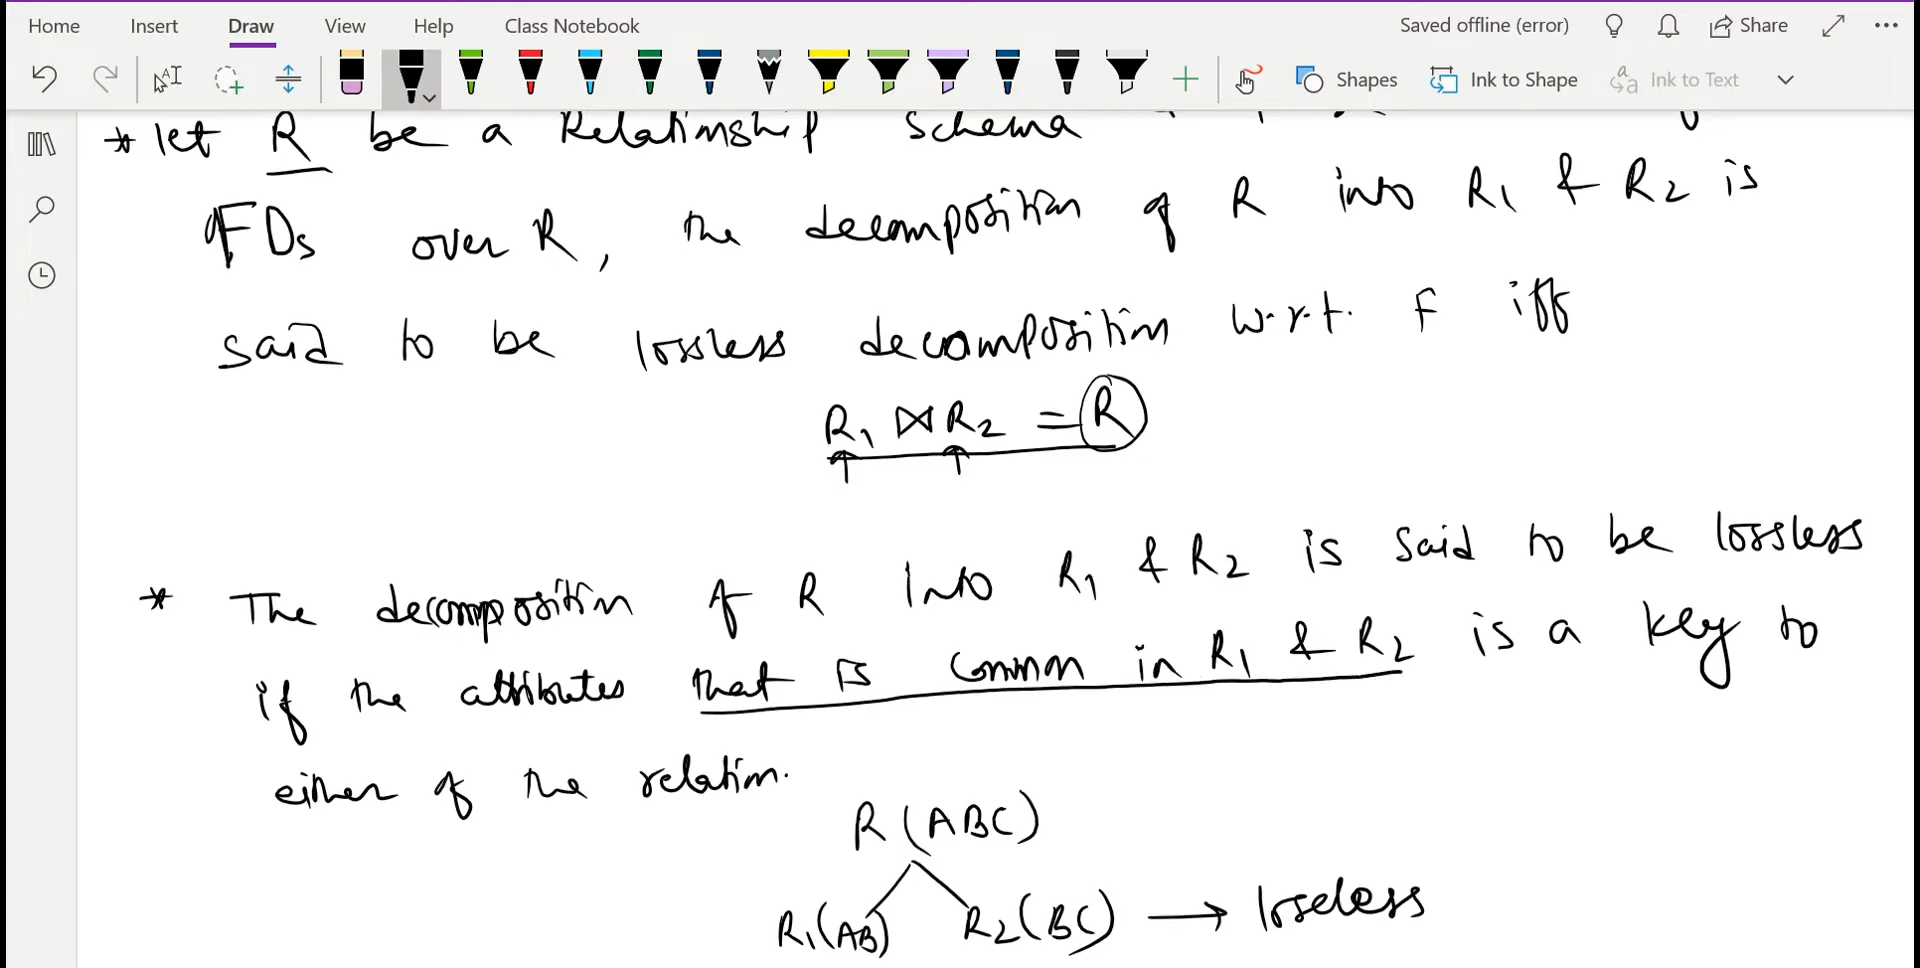 Home Insert Draw View Help Class Notebook Saved offline (error) Share
Shapes Ink to Shape Ink to Text
* let R be a Relationship Schema
FDs over R, the decomposition of R into R1 & R2 is
said to be lossless decomposition w.r.t. F iff
R1 ⋈ R2 = R
* The decomposition of R into R1 & R2 is said to be lossless
if the attributes that is common in R1 & R2 is a key to
either of the relation.
R (ABC)
R1(AB) R2(BC) → loseless